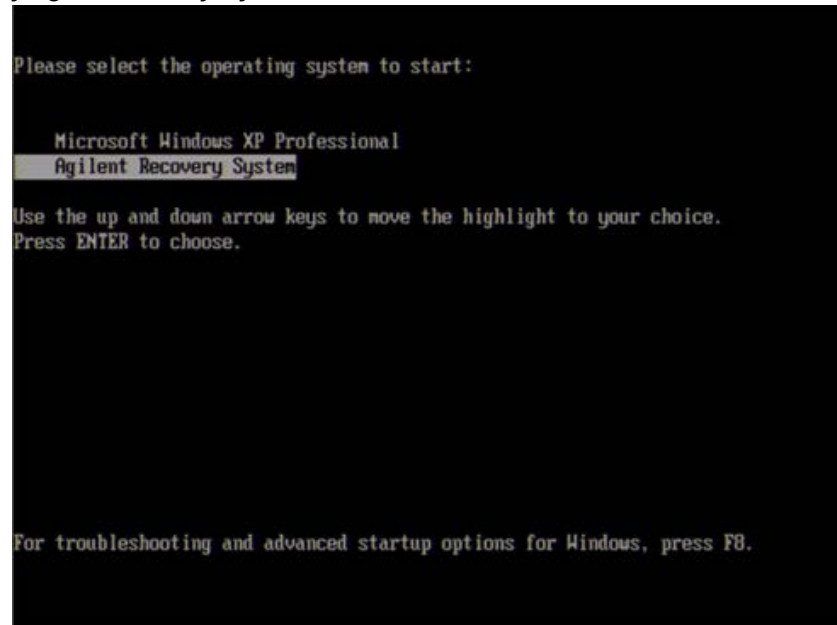 Please select the operating system to start:
Microsoft Windows XP Professional
Agilent Recovery System
Use the up and down arrow keys to move the highlight to your choice.
Press ENTER to choose.
For troubleshooting and advanced startup options for Windows, press F8.